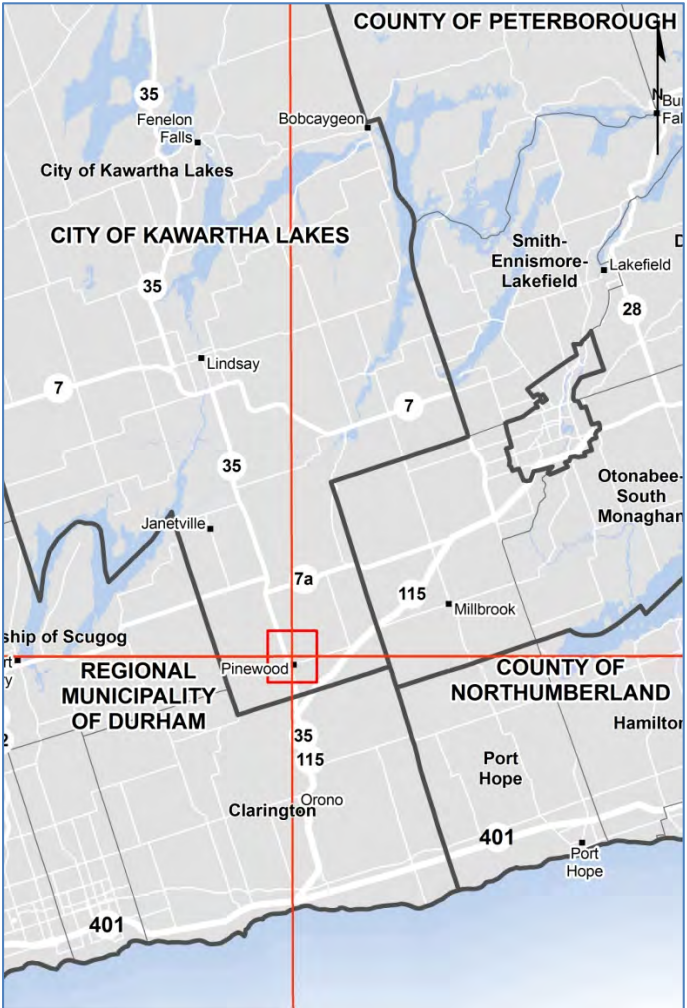 COUNTY OF PETERBOROUGH
35
N
Fenelon
Falls
Bobcaygeon
City of Kawartha Lakes
CITY OF KAWARTHA LAKES
Smith-
Ennismore-
Lakefield
Lakefield
35
28
Lindsay
7
7
35
Otonabee-
South
Monaghan
Janetville
7a
115
Millbrook
ship of Scugog
Pinewood
REGIONAL
MUNICIPALITY
OF DURHAM
COUNTY OF
NORTHUMBERLAND
Hamilton
35
115
Port
Hope
Orono
Clarington
401
Port
Hope
401